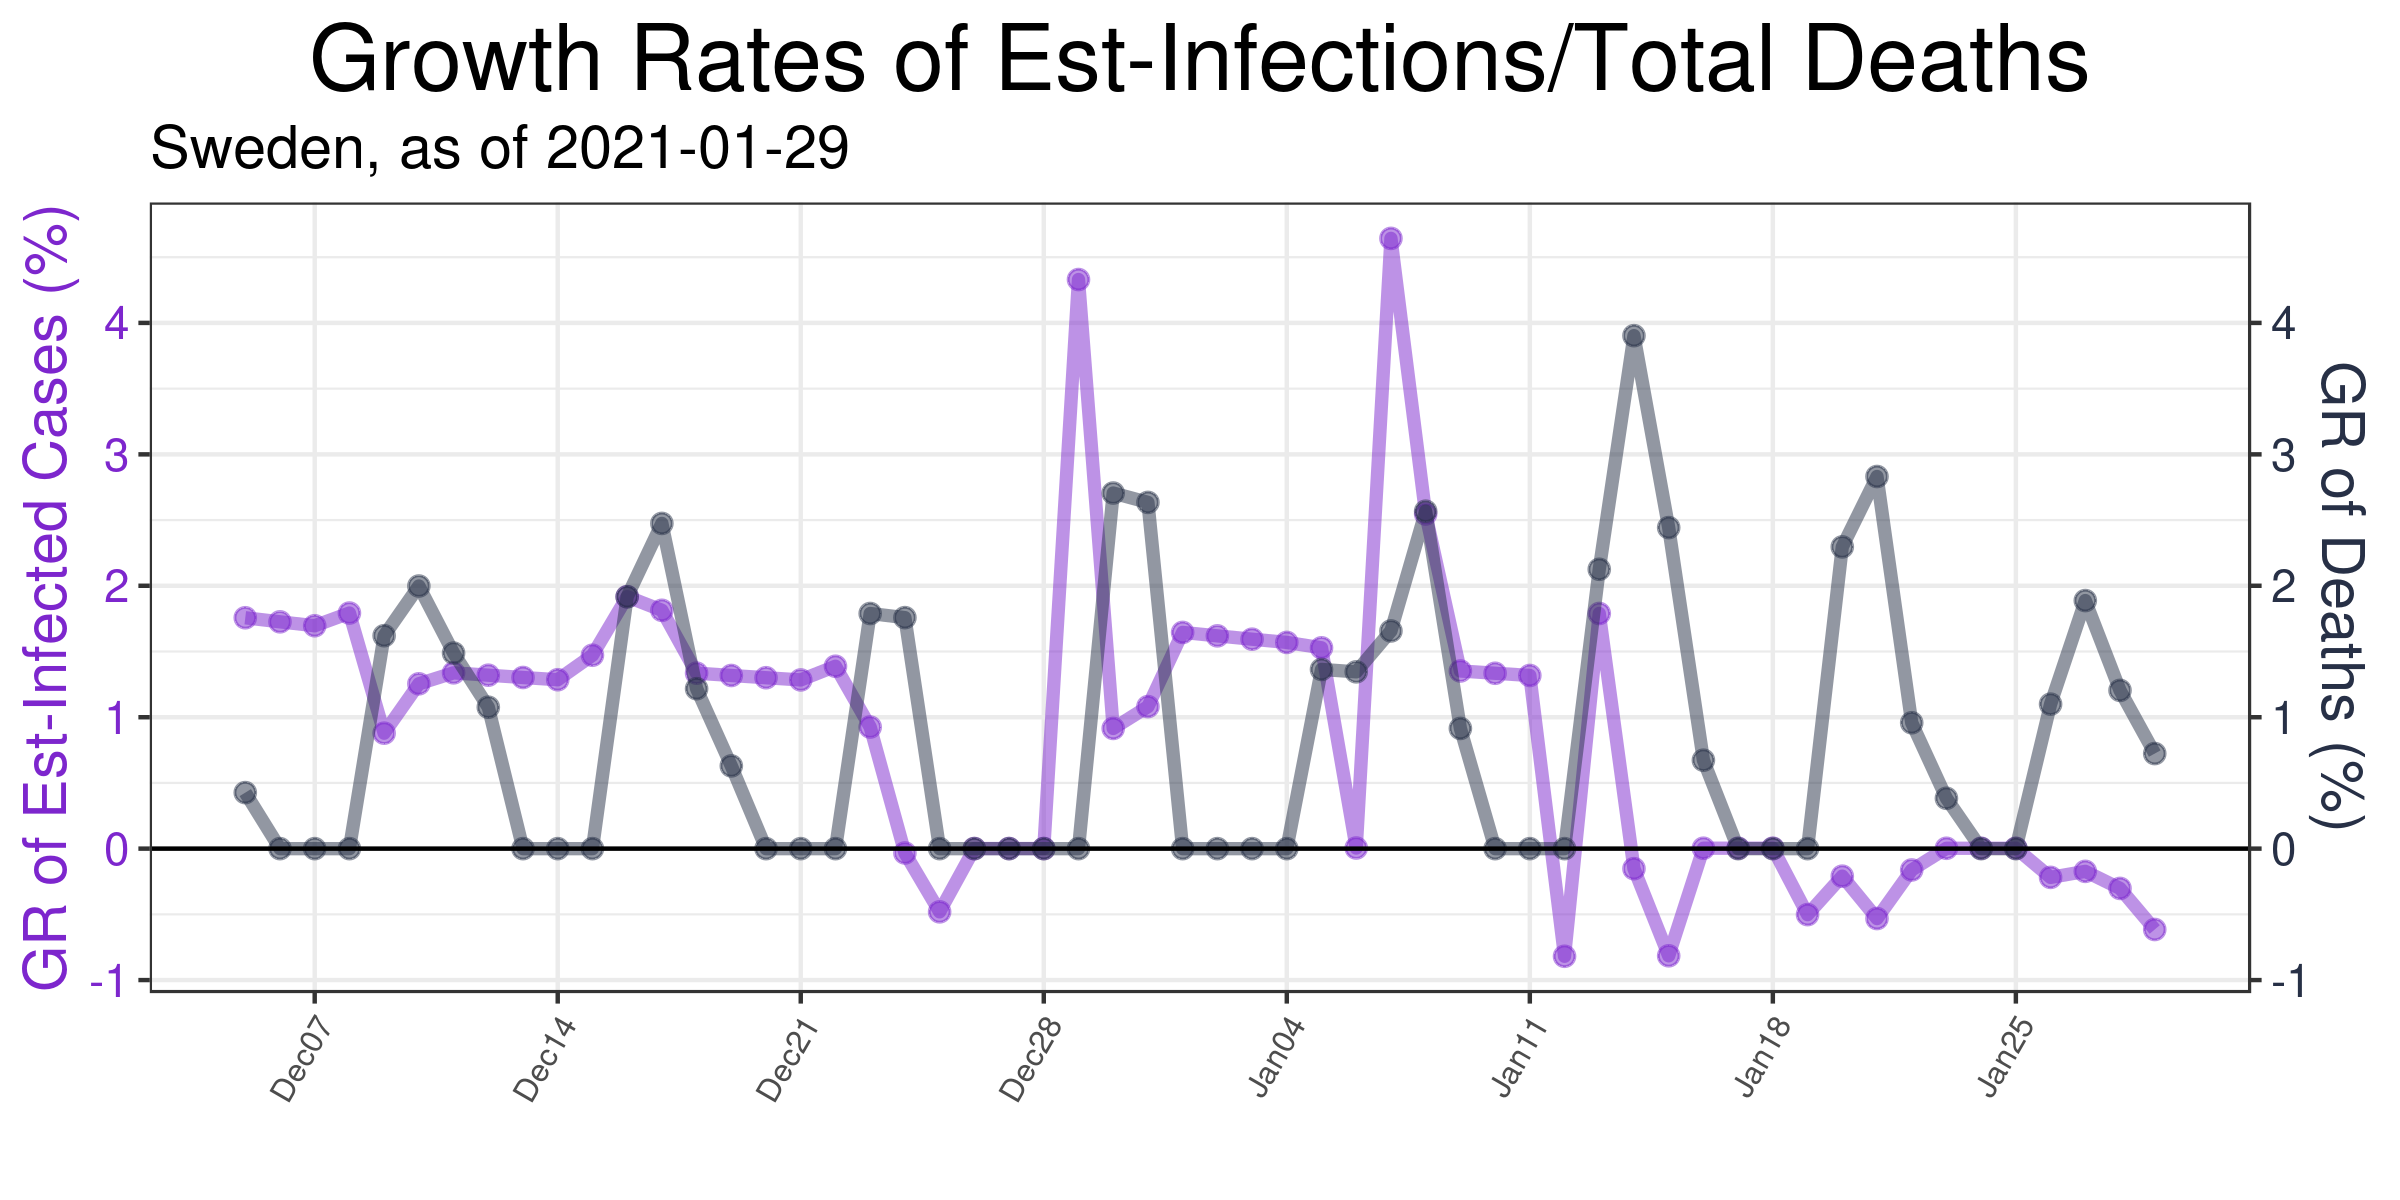 Growth Rates of Est-Infections/Total Deaths
Sweden, as of 2021-01-29
GR of Est-Infected Cases (%)
4
3
2
1
0
-1
4
3
2
1
0
-1
GR of Deaths (%)
Dec07
Dec14
Dec21
Dec28
Jan04
Jan11
Jan18
Jan25